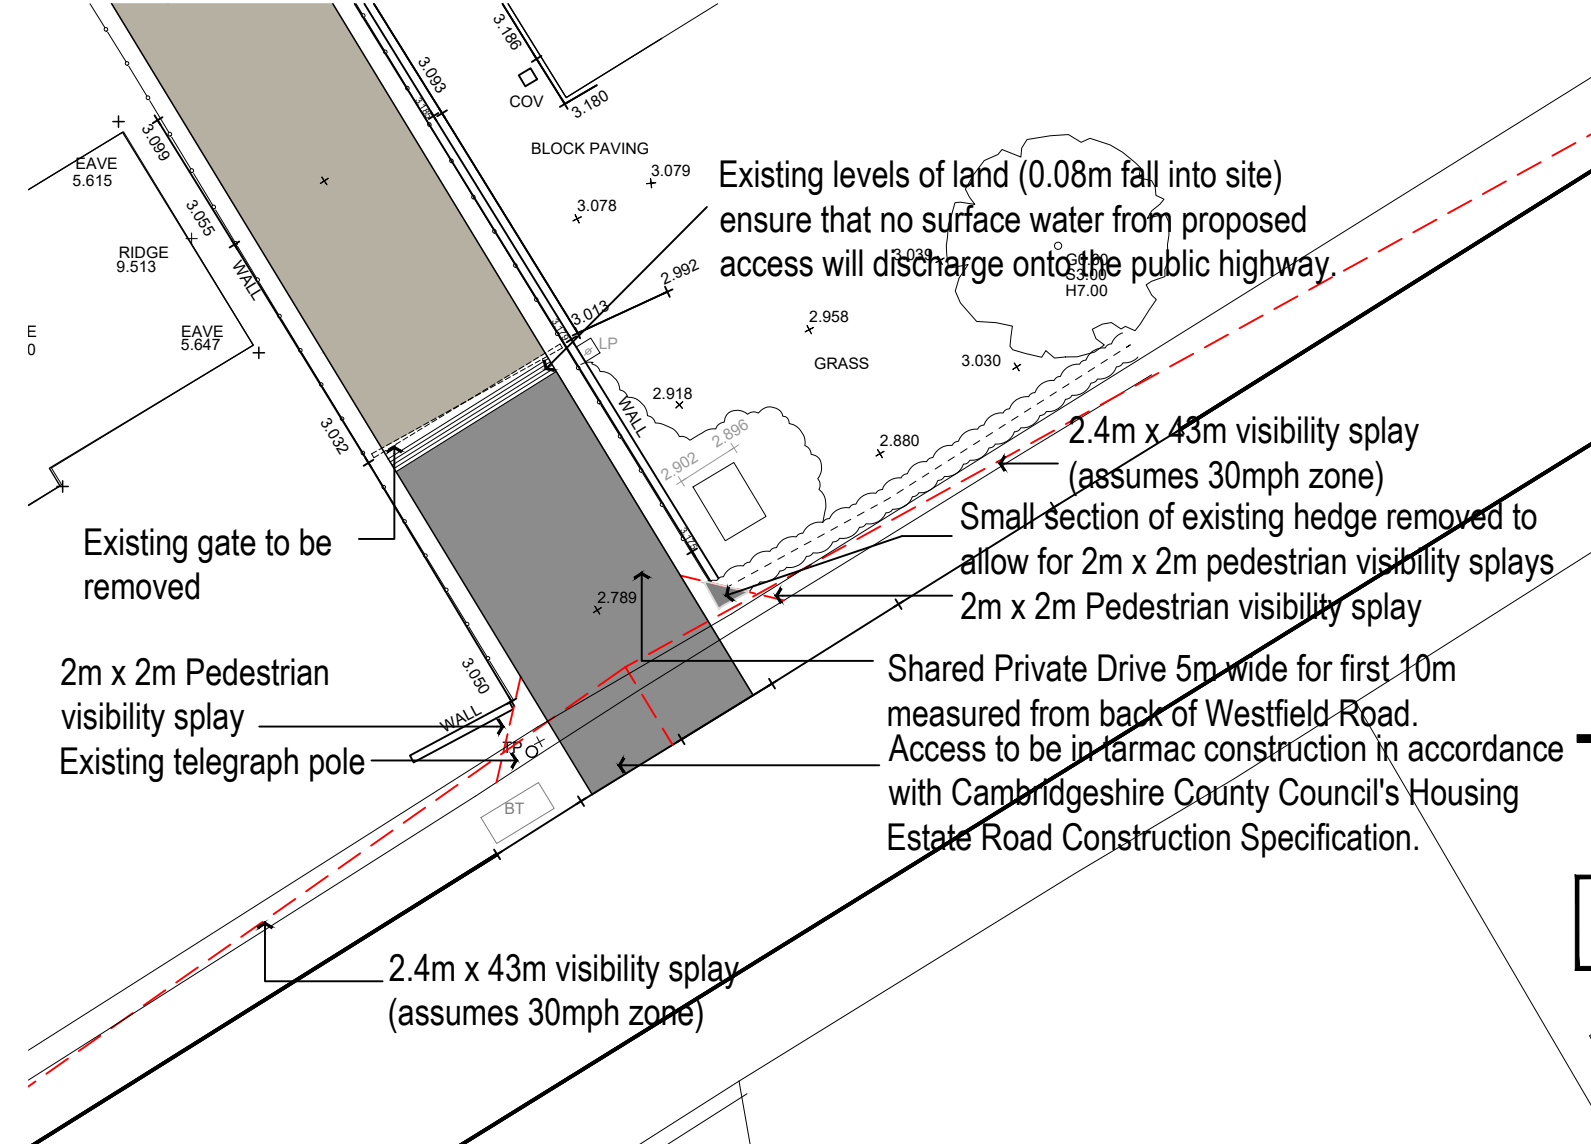 3.186
COV
3.180
3.093
3.099
EAVE
5.615
BLOCK PAVING
3.079
3.078
Existing levels of land (0.08m fall into site)
ensure that no surface water from proposed
access will discharge onto the public highway.
3.055
RIDGE
9.513
WALL
3.039
S3.00
H7.00
2.992
3.013
EAVE
5.647
E
0
LP
2.958
GRASS
3.030
2.918
WALL
3.032
2.896
2.902
2.880
2.4m x 43m visibility splay
(assumes 30mph zone)
Small section of existing hedge removed to
allow for 2m x 2m pedestrian visibility splays
2m x 2m Pedestrian visibility splay
Existing gate to be
removed
2.789
Shared Private Drive 5m wide for first 10m
measured from back of Westfield Road.
Access to be in tarmac construction in accordance
with Cambridgeshire County Council's Housing
Estate Road Construction Specification.
3.050
WALL
2m x 2m Pedestrian
visibility splay
Existing telegraph pole
TP
BT
2.4m x 43m visibility splay
(assumes 30mph zone)